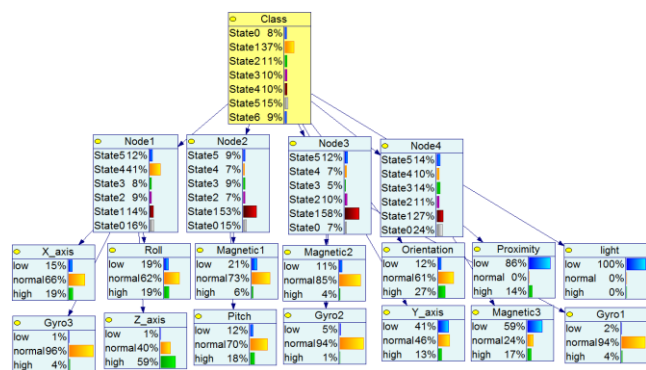 Class
State0 8%
State1 37%
State2 11%
State3 10%
State4 10%
State5 15%
State6 9%
Node1
State5 12%
State4 41%
State3 8%
State2 9%
State1 14%
State0 16%
Node2
State5 9%
State4 7%
State3 9%
State2 7%
State1 53%
State0 15%
Node3
State5 12%
State4 7%
State3 5%
State2 10%
State1 58%
State0 7%
Node4
State5 14%
State4 10%
State3 14%
State2 11%
State1 27%
State0 24%
X_axis
low 15%
normal 66%
high 19%
Roll
low 19%
normal 62%
high 19%
Magnetic1
low 21%
normal 73%
high 6%
Magnetic2
low 11%
normal 85%
high 4%
Orientation
low 12%
normal 61%
high 27%
Proximity
low 86%
normal 0%
high 14%
light
low 100%
normal 0%
high 0%
Gyro3
low 1%
normal 96%
high 4%
Z_axis
low 1%
normal 40%
high 59%
Pitch
low 12%
normal 70%
high 18%
Gyro2
low 5%
normal 94%
high 1%
Y_axis
low 41%
normal 46%
high 13%
Magnetic3
low 59%
normal 24%
high 17%
Gyro1
low 2%
normal 94%
high 4%